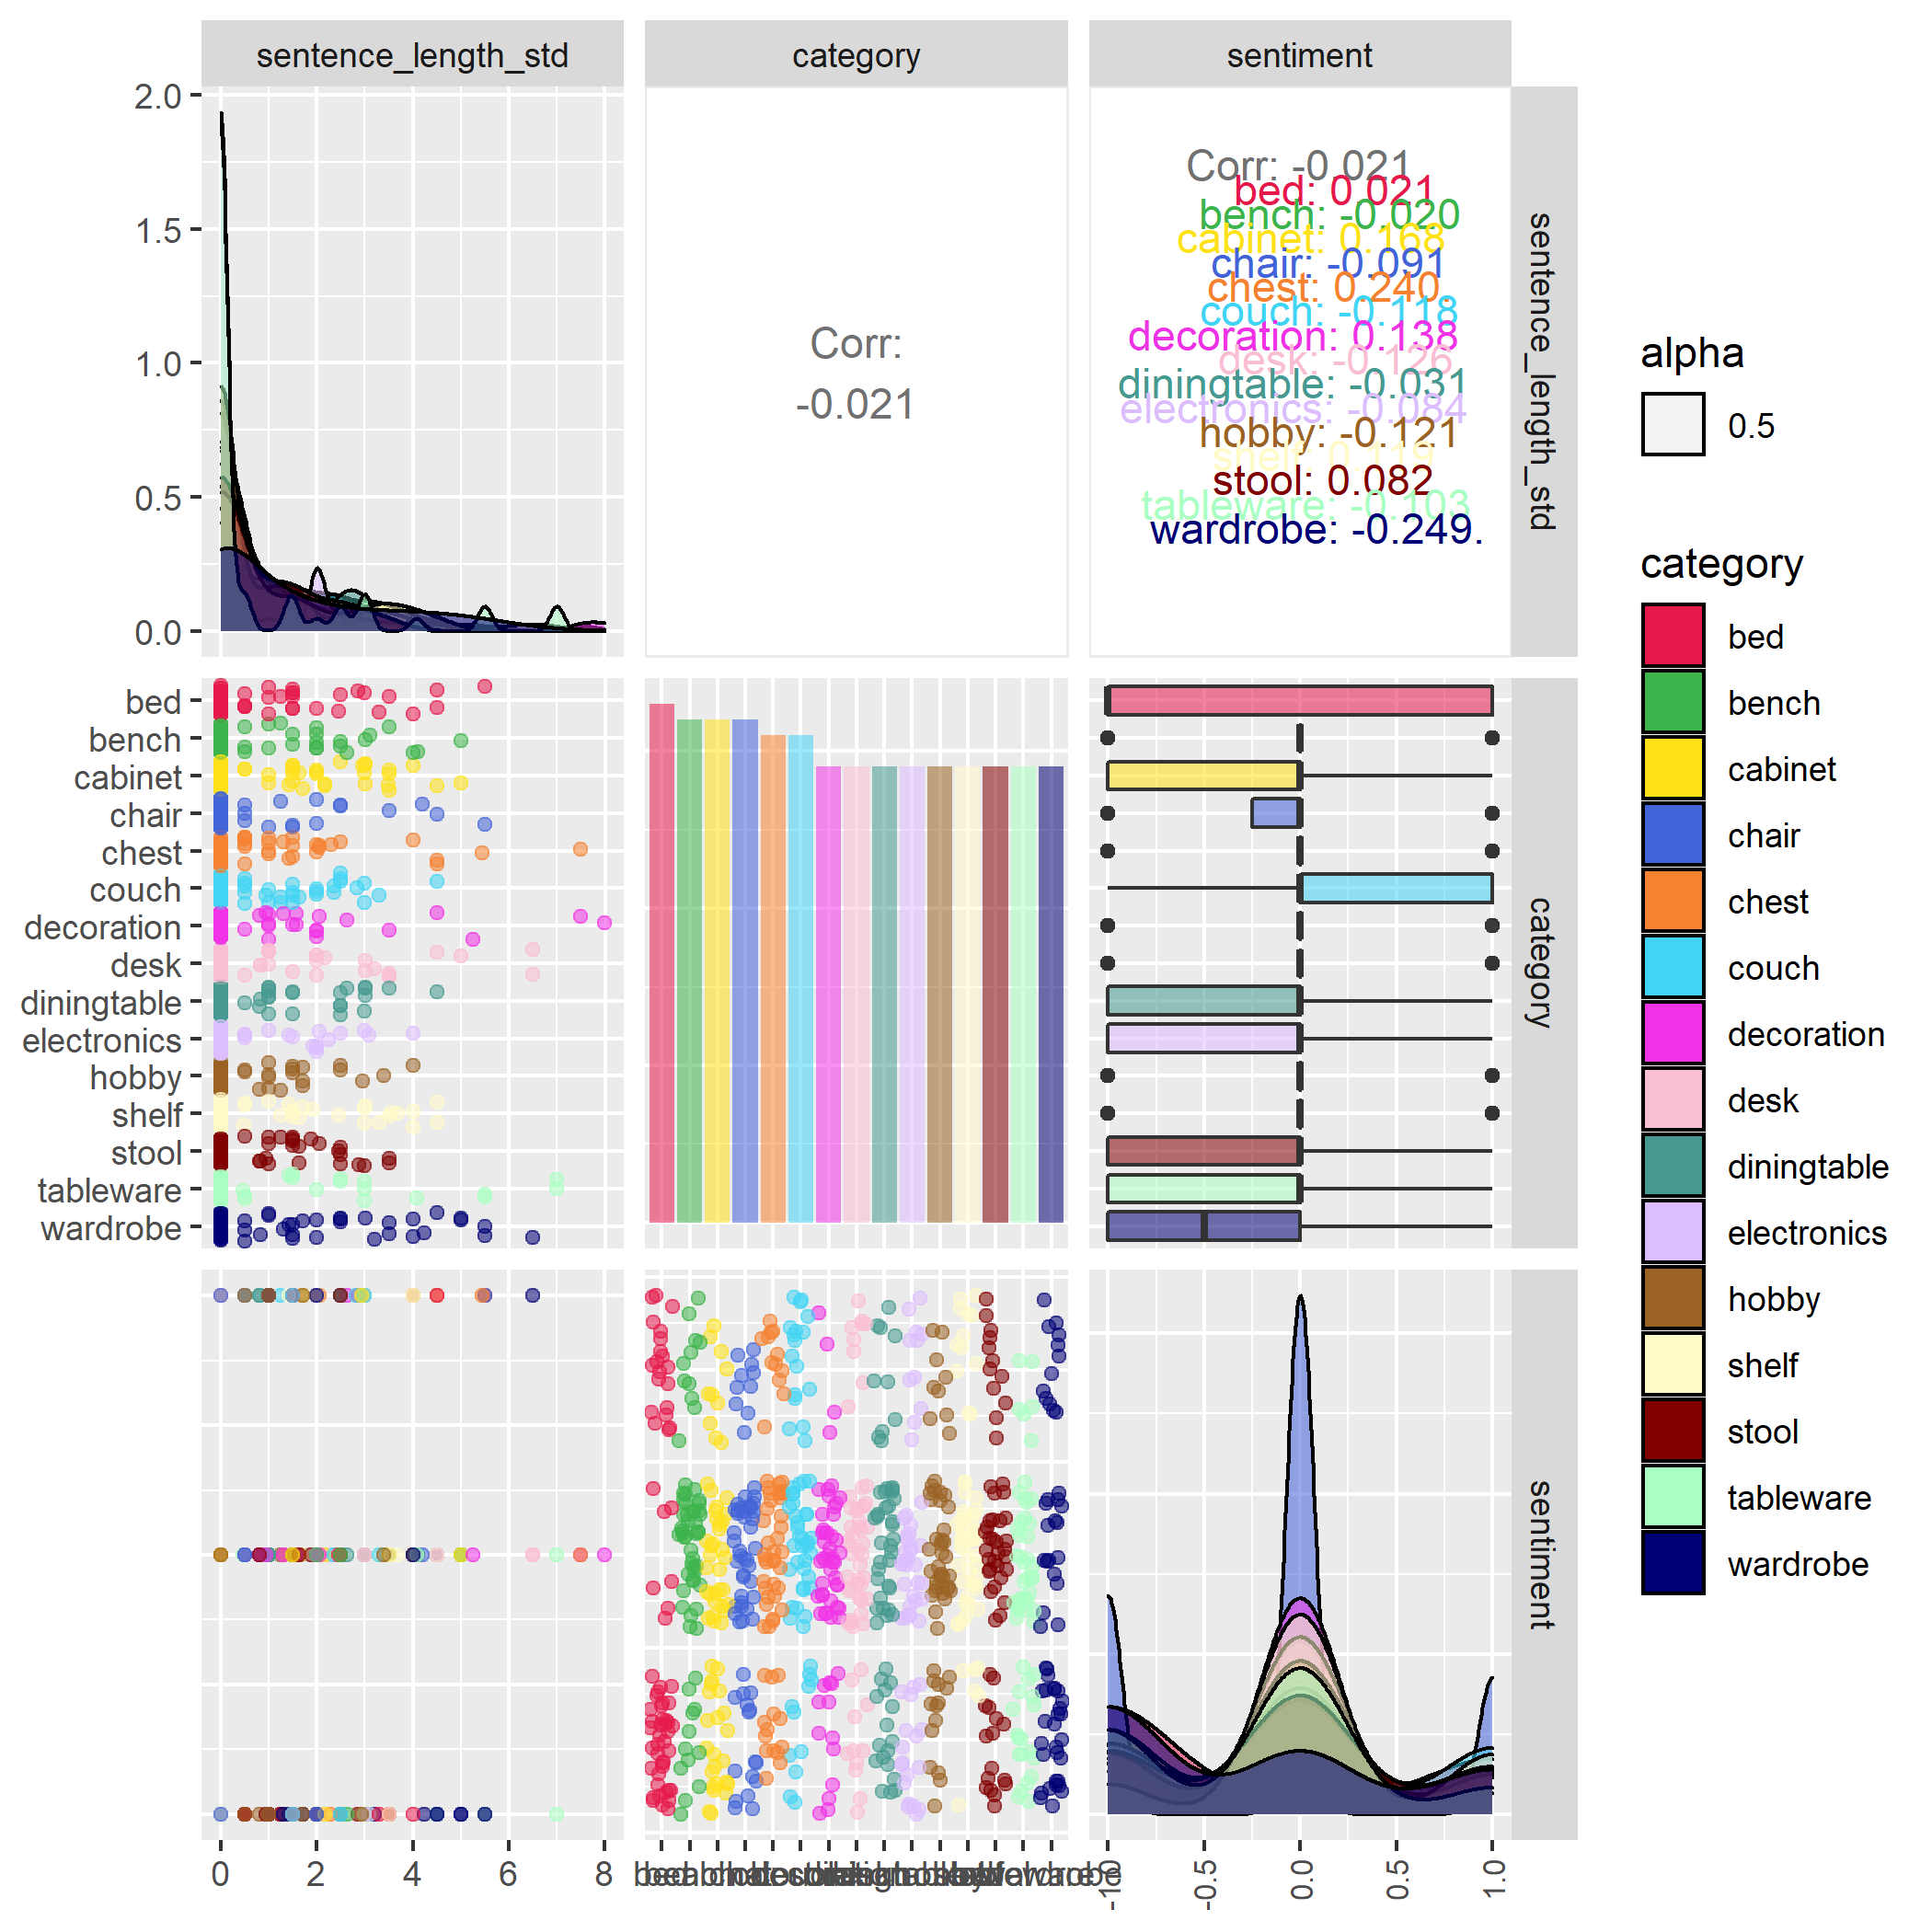 sentence_length_std
category
sentiment
2.0
1.5
1.0
0.5
0.0
Corr:
-0.021
Corr: -0.021
bed: 0.021
bench: -0.020
cabinet: 0.168
chair: -0.091
chest: 0.240.
couch: -0.118
decoration: 0.138
desk: -0.126
diningtable: -0.031
electronics: -0.084
hobby: -0.121
shelf: 0.119
stool: 0.082
tableware: -0.103
wardrobe: -0.249.
sentence_length_std
bed
bench
cabinet
chair
chest
couch
decoration
desk
diningtable
electronics
hobby
shelf
stool
tableware
wardrobe
category
sentiment
0
2
4
6
8
-1.0
-0.5
0.0
0.5
1.0
alpha
0.5
category
bed
bench
cabinet
chair
chest
couch
decoration
desk
diningtable
electronics
hobby
shelf
stool
tableware
wardrobe